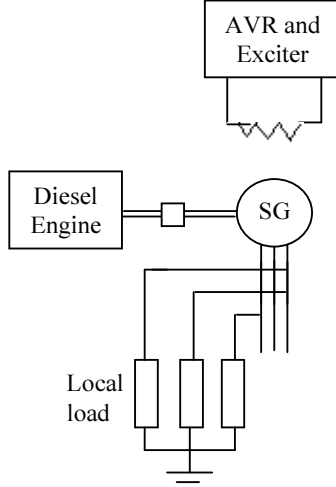 AVR and
Exciter
Diesel
Engine
SG
Local
load